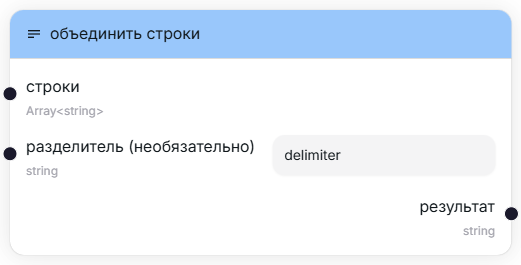 объединить строки
строки
Array<string>
разделитель (необязательно)
delimiter
string
результат
string